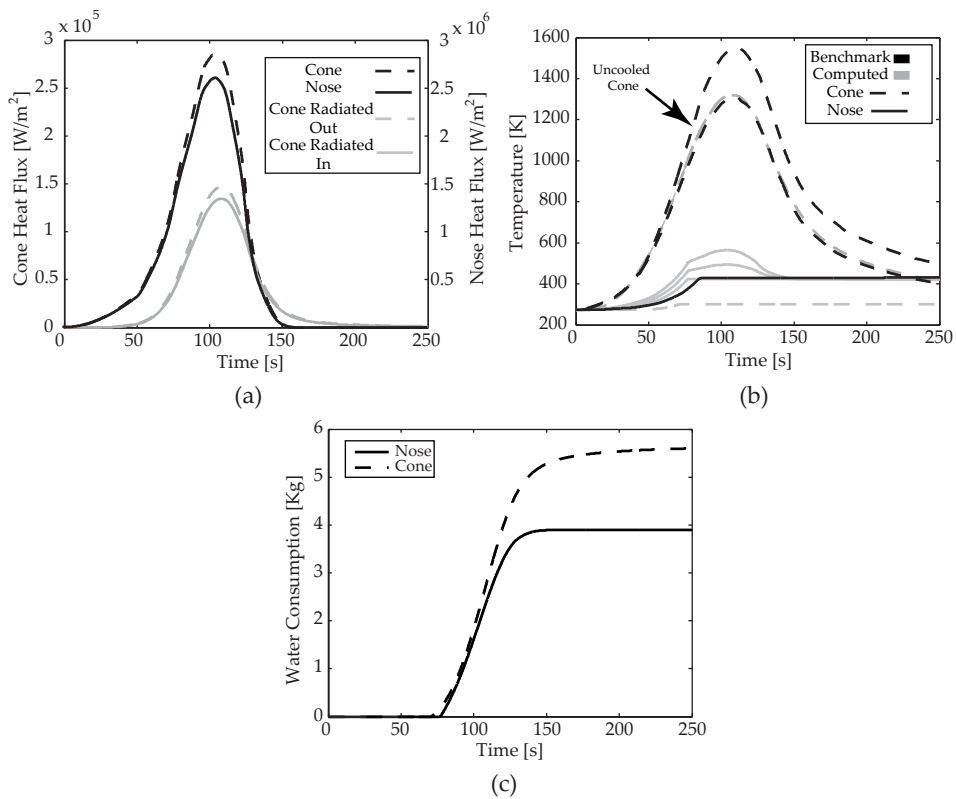 x 10^5
x 10^6
3
2.5
2
1.5
1
0.5
0
Cone Heat Flux [W/m²]
3
2.5
2
1.5
1
0.5
0
Nose Heat Flux [W/m²]
Cone
Nose
Cone Radiated
Out
Cone Radiated
In
0
50
100
150
200
250
Time [s]
(a)
1600
1400
1200
1000
800
600
400
200
Temperature [K]
Uncooled
Cone
Benchmark
Computed
Cone
Nose
0
50
100
150
200
250
Time [s]
(b)
6
5
4
3
2
1
0
Water Consumption [Kg]
Nose
Cone
0
50
100
150
200
250
Time [s]
(c)